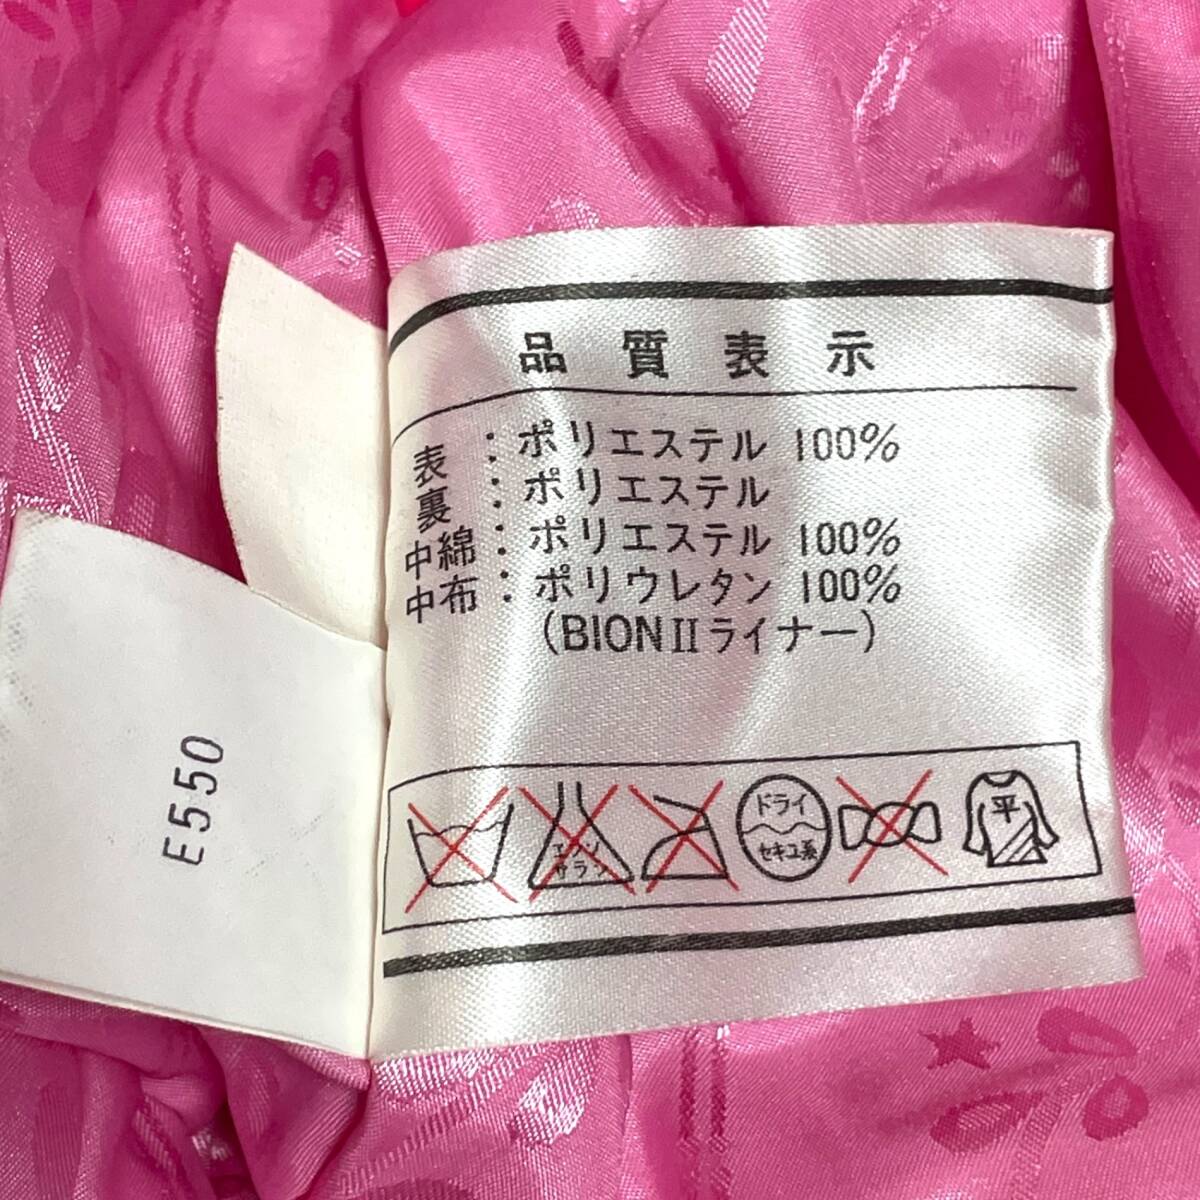 品質表示
表:ポリエステル 100%
裏:ポリエステル
中綿:ポリエステル 100%
中布:ポリウレタン 100%
(BIONⅡライナー)
エンソ
サラシ
ドライ
セキユ系
平
E550